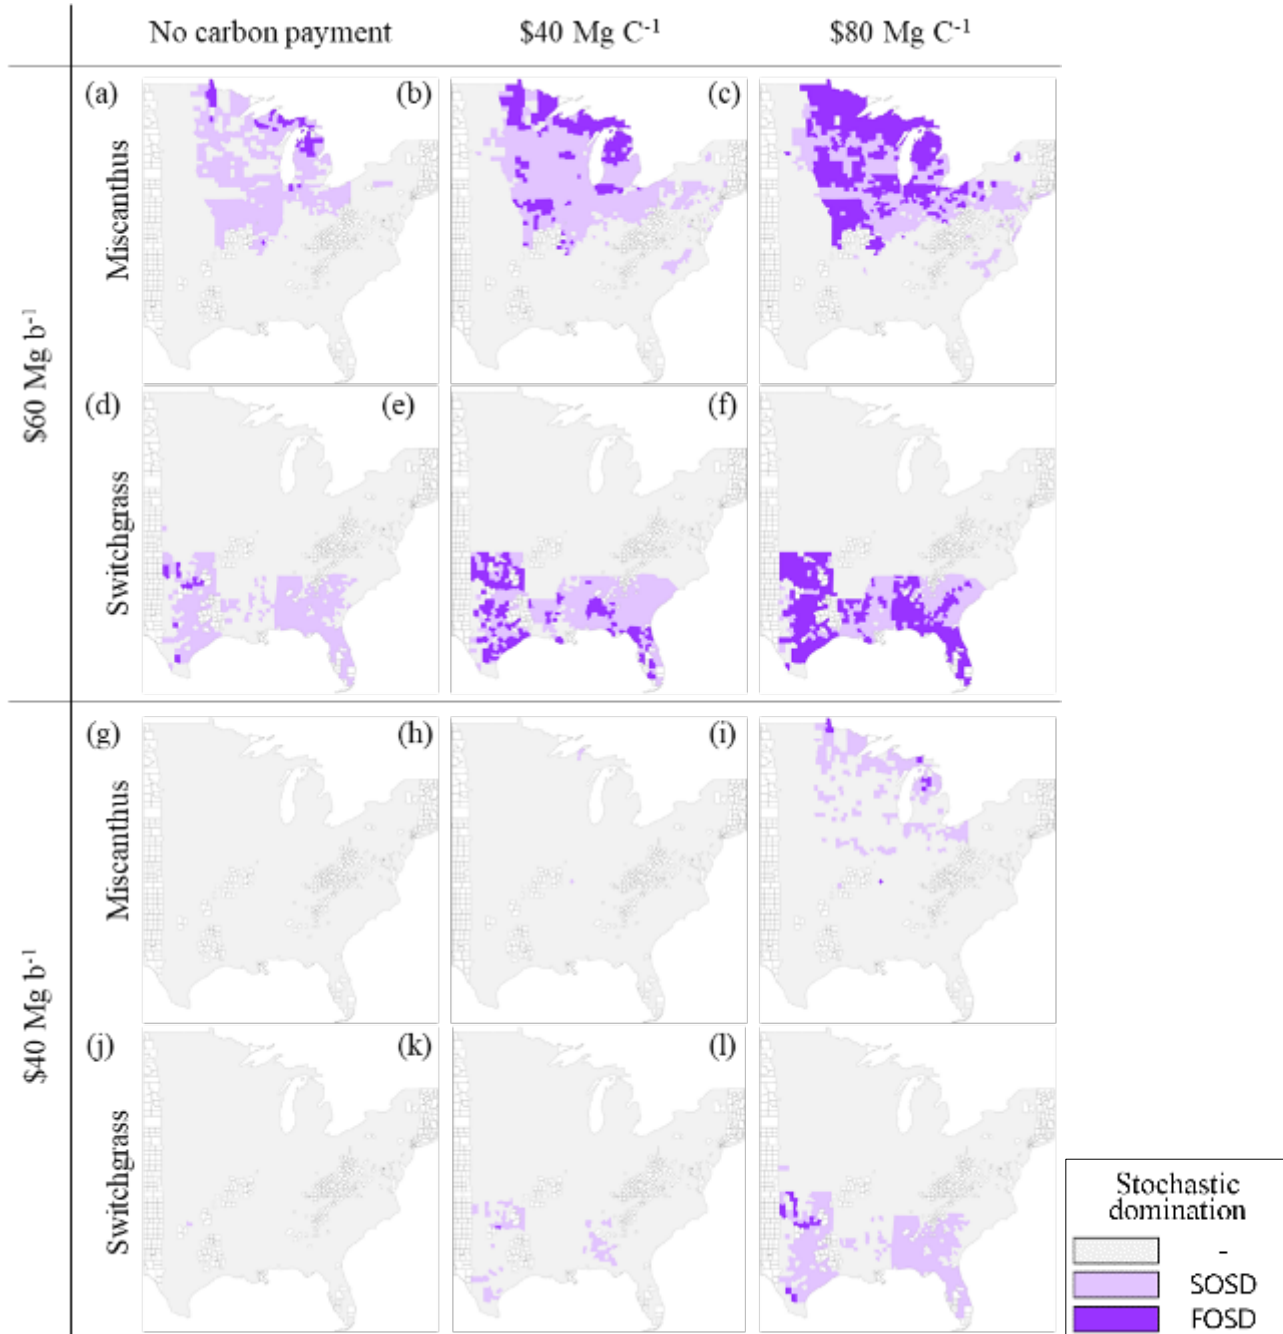 No carbon payment $40 Mg C⁻¹ $80 Mg C⁻¹
$60 Mg b⁻¹
Miscanthus
(a) (b) (c)
Switchgrass
(d) (e) (f)
$40 Mg b⁻¹
Miscanthus
(g) (h) (i)
Switchgrass
(j) (k) (l)
Stochastic
domination
-
SOSD
FOSD